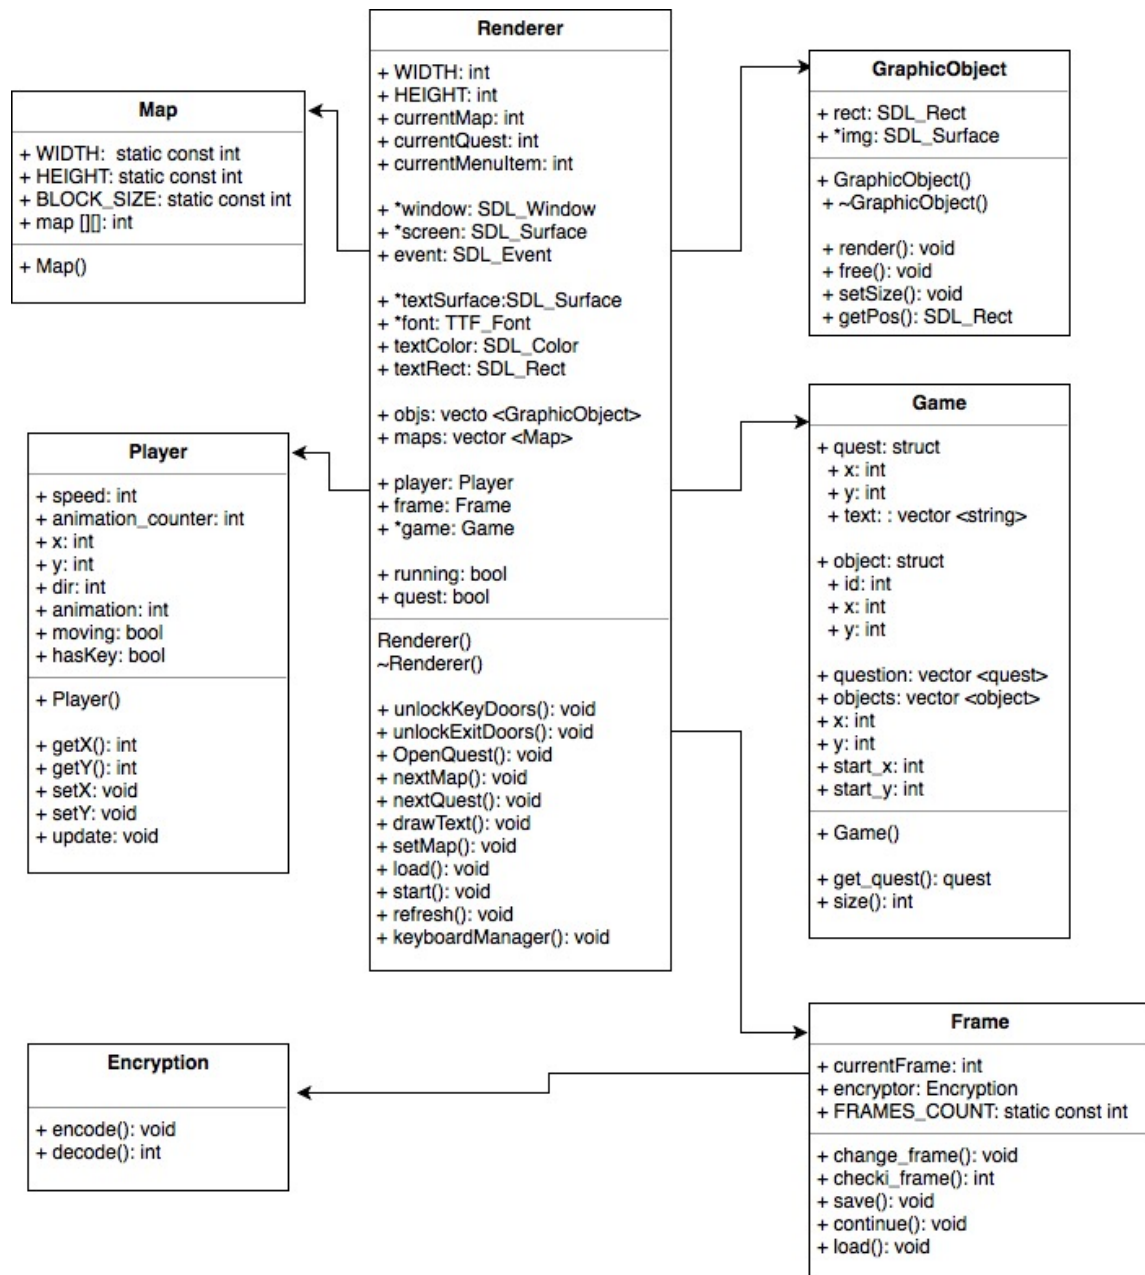 Renderer
+ WIDTH: int
+ HEIGHT: int
+ currentMap: int
+ currentQuest: int
+ currentMenuItem: int
+ *window: SDL_Window
+ *screen: SDL_Surface
+ event: SDL_Event
+ *textSurface:SDL_Surface
+ *font: TTF_Font
+ textColor: SDL_Color
+ textRect: SDL_Rect
+ objs: vecto <GraphicObject>
+ maps: vector <Map>
+ player: Player
+ frame: Frame
+ *game: Game
+ running: bool
+ quest: bool
Renderer()
~Renderer()
+ unlockKeyDoors(): void
+ unlockExitDoors(): void
+ OpenQuest(): void
+ nextMap(): void
+ nextQuest(): void
+ drawText(): void
+ setMap(): void
+ load(): void
+ start(): void
+ refresh(): void
+ keyboardManager(): void
Map
+ WIDTH:  static const int
+ HEIGHT: static const int
+ BLOCK_SIZE: static const int
+ map [][]: int
+ Map()
GraphicObject
+ rect: SDL_Rect
+ *img: SDL_Surface
+ GraphicObject()
+ ~GraphicObject()
+ render(): void
+ free(): void
+ setSize(): void
+ getPos(): SDL_Rect
Player
+ speed: int
+ animation_counter: int
+ x: int
+ y: int
+ dir: int
+ animation: int
+ moving: bool
+ hasKey: bool
+ Player()
+ getX(): int
+ getY(): int
+ setX: void
+ setY: void
+ update: void
Game
+ quest: struct
+ x: int
+ y: int
+ text: : vector <string>
+ object: struct
+ id: int
+ x: int
+ y: int
+ question: vector <quest>
+ objects: vector <object>
+ x: int
+ y: int
+ start_x: int
+ start_y: int
+ Game()
+ get_quest(): quest
+ size(): int
Encryption
+ encode(): void
+ decode(): int
Frame
+ currentFrame: int
+ encryptor: Encryption
+ FRAMES_COUNT: static const int
+ change_frame(): void
+ checki_frame(): int
+ save(): void
+ continue(): void
+ load(): void